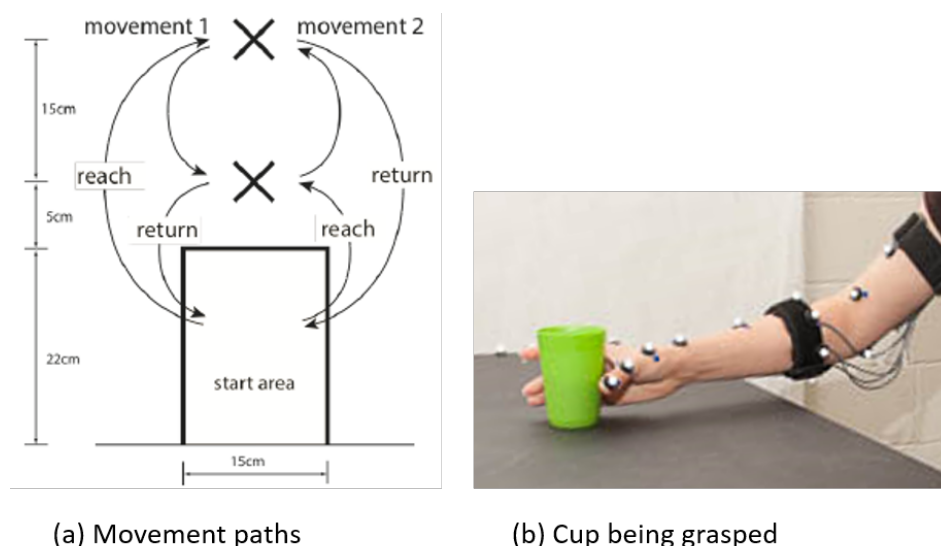 movement 1
movement 2
15cm
reach
return
5cm
return
reach
22cm
start area
15cm
(a) Movement paths
(b) Cup being grasped